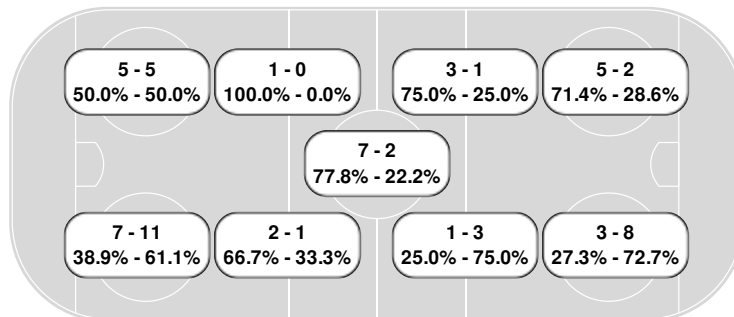 5 - 5
50.0% - 50.0%
1 - 0
100.0% - 0.0%
3 - 1
75.0% - 25.0%
5 - 2
71.4% - 28.6%
7 - 2
77.8% - 22.2%
7 - 11
38.9% - 61.1%
2 - 1
66.7% - 33.3%
1 - 3
25.0% - 75.0%
3 - 8
27.3% - 72.7%